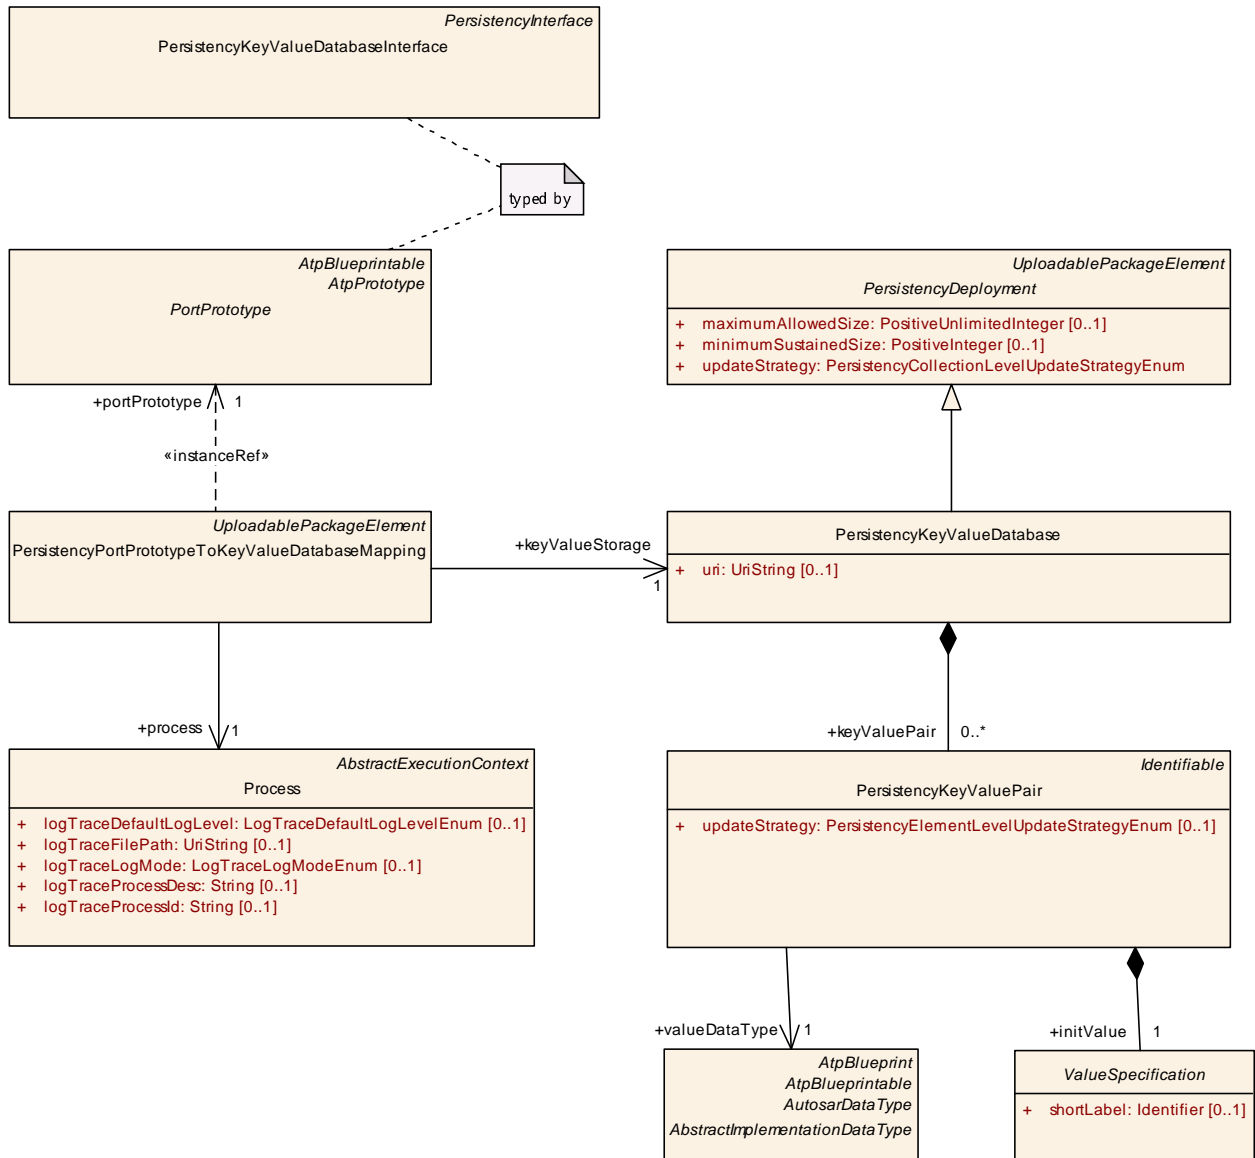 PersistencyInterface
PersistencyKeyValueDatabaseInterface
typed by
AtpBlueprintable
AtpPrototype
PortPrototype
UploadablePackageElement
PersistencyDeployment
+ maximumAllowedSize: PositiveUnlimitedInteger [0..1]
+ minimumSustainedSize: PositiveInteger [0..1]
+ updateStrategy: PersistencyCollectionLevelUpdateStrategyEnum
+portPrototype 1
«instanceRef»
UploadablePackageElement
PersistencyPortPrototypeToKeyValueDatabaseMapping
+keyValueStorage
1
PersistencyKeyValueDatabase
+ uri: UriString [0..1]
+process 1
+keyValuePair 0..*
AbstractExecutionContext
Process
+ logTraceDefaultLogLevel: LogTraceDefaultLogLevelEnum [0..1]
+ logTraceFilePath: UriString [0..1]
+ logTraceLogMode: LogTraceLogModeEnum [0..1]
+ logTraceProcessDesc: String [0..1]
+ logTraceProcessId: String [0..1]
Identifiable
PersistencyKeyValuePair
+ updateStrategy: PersistencyElementLevelUpdateStrategyEnum [0..1]
+valueDataType 1
+initValue 1
AtpBlueprint
AtpBlueprintable
AutosarDataType
AbstractImplementationDataType
ValueSpecification
+ shortLabel: Identifier [0..1]